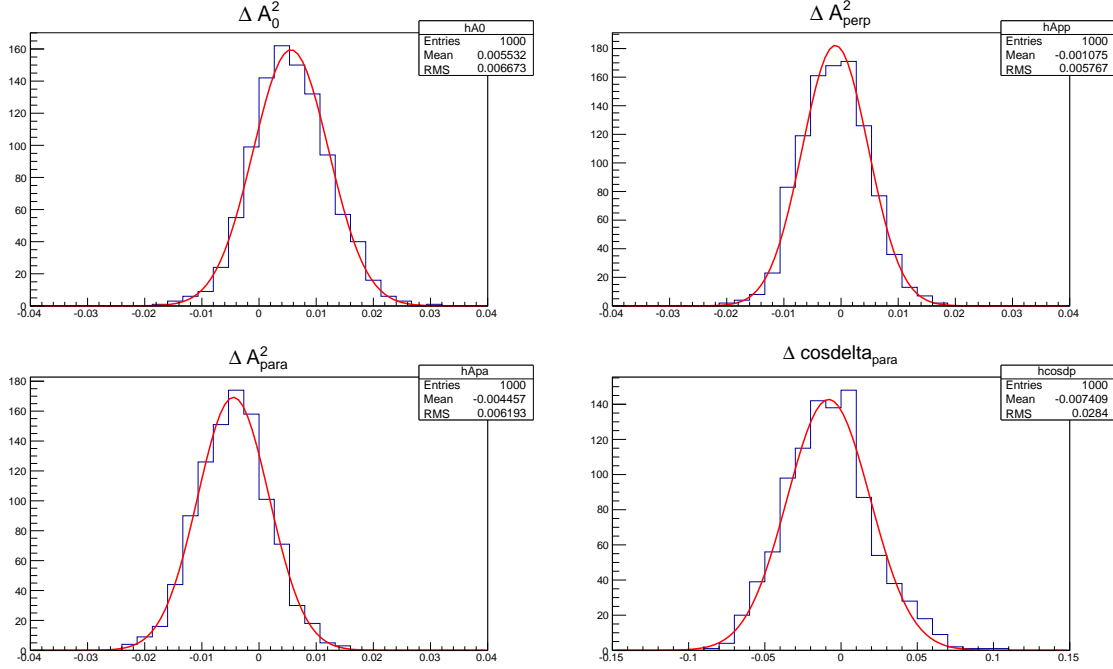 Δ A₀²
hA0
Entries 1000
Mean 0.005532
RMS 0.006673
160
140
120
100
80
60
40
20
0
-0.04 -0.03 -0.02 -0.01 0 0.01 0.02 0.03 0.04
Δ A²perp
hApp
Entries 1000
Mean -0.001075
RMS 0.005767
180
160
140
120
100
80
60
40
20
0
-0.04 -0.03 -0.02 -0.01 0 0.01 0.02 0.03 0.04
Δ A²para
hApa
Entries 1000
Mean -0.004457
RMS 0.006193
180
160
140
120
100
80
60
40
20
0
-0.04 -0.03 -0.02 -0.01 0 0.01 0.02 0.03 0.04
Δ cosdeltapara
hcosdp
Entries 1000
Mean -0.007409
RMS 0.0284
140
120
100
80
60
40
20
0
-0.15 -0.1 -0.05 0 0.05 0.1 0.15